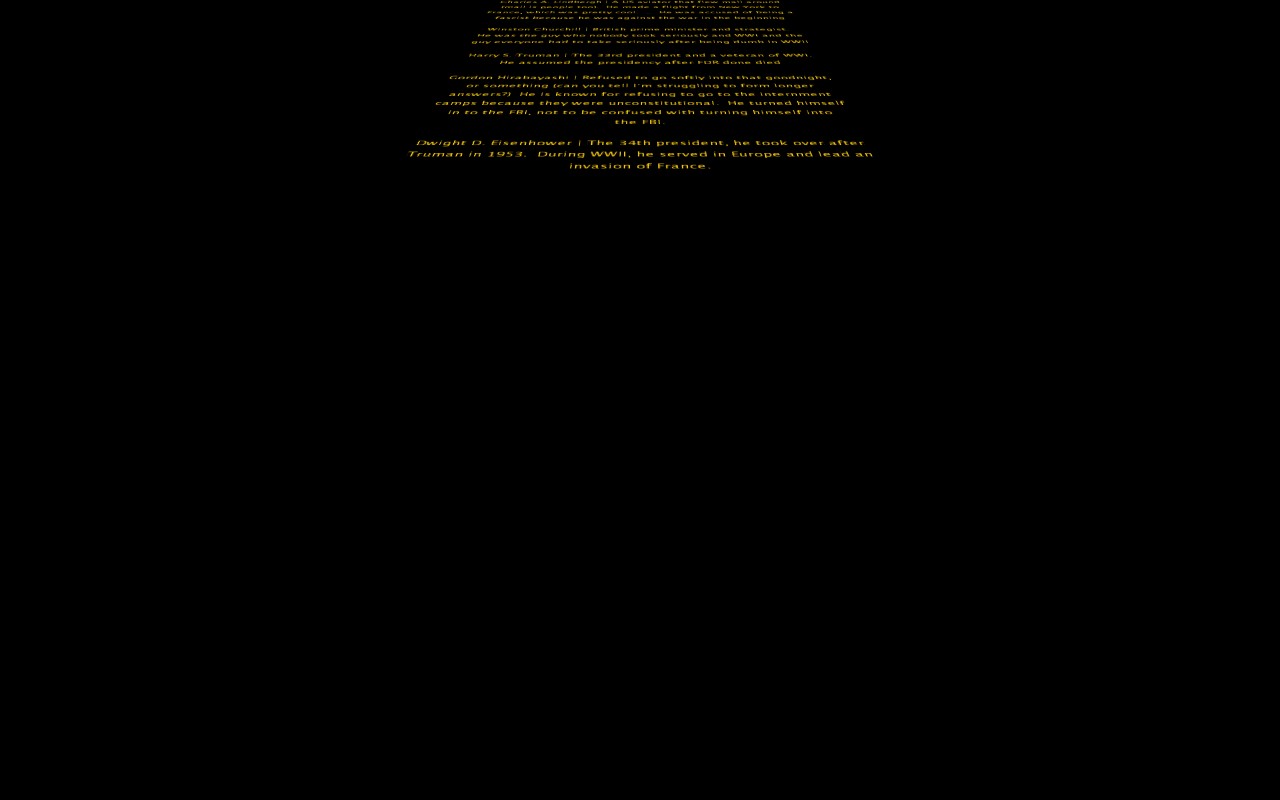 Charles A. Lindbergh | A US aviator that flew mail around
(mail is people too). He made a flight from New York to
France, which was pretty cool. He was accused of being a
fascist because he was against the war in the beginning.
Winston Churchill | British prime minister and strategist.
He was the guy who nobody took seriously and WWI and the
guy everyone had to take seriously after being dumb in WWI.
Harry S. Truman | The 33rd president and a veteran of WWI.
He assumed the presidency after FDR done died
Gordon Hirabayashi | Refused to go softly into that goodnight,
or something (can you tell I'm struggling to form longer
answers?) He is known for refusing to go to the internment
camps because they were unconstitutional. He turned himself
in to the FBI, not to be confused with turning himself into
the FBI.
Dwight D. Eisenhower | The 34th president, he took over after
Truman in 1953. During WWII, he served in Europe and lead an
invasion of France.